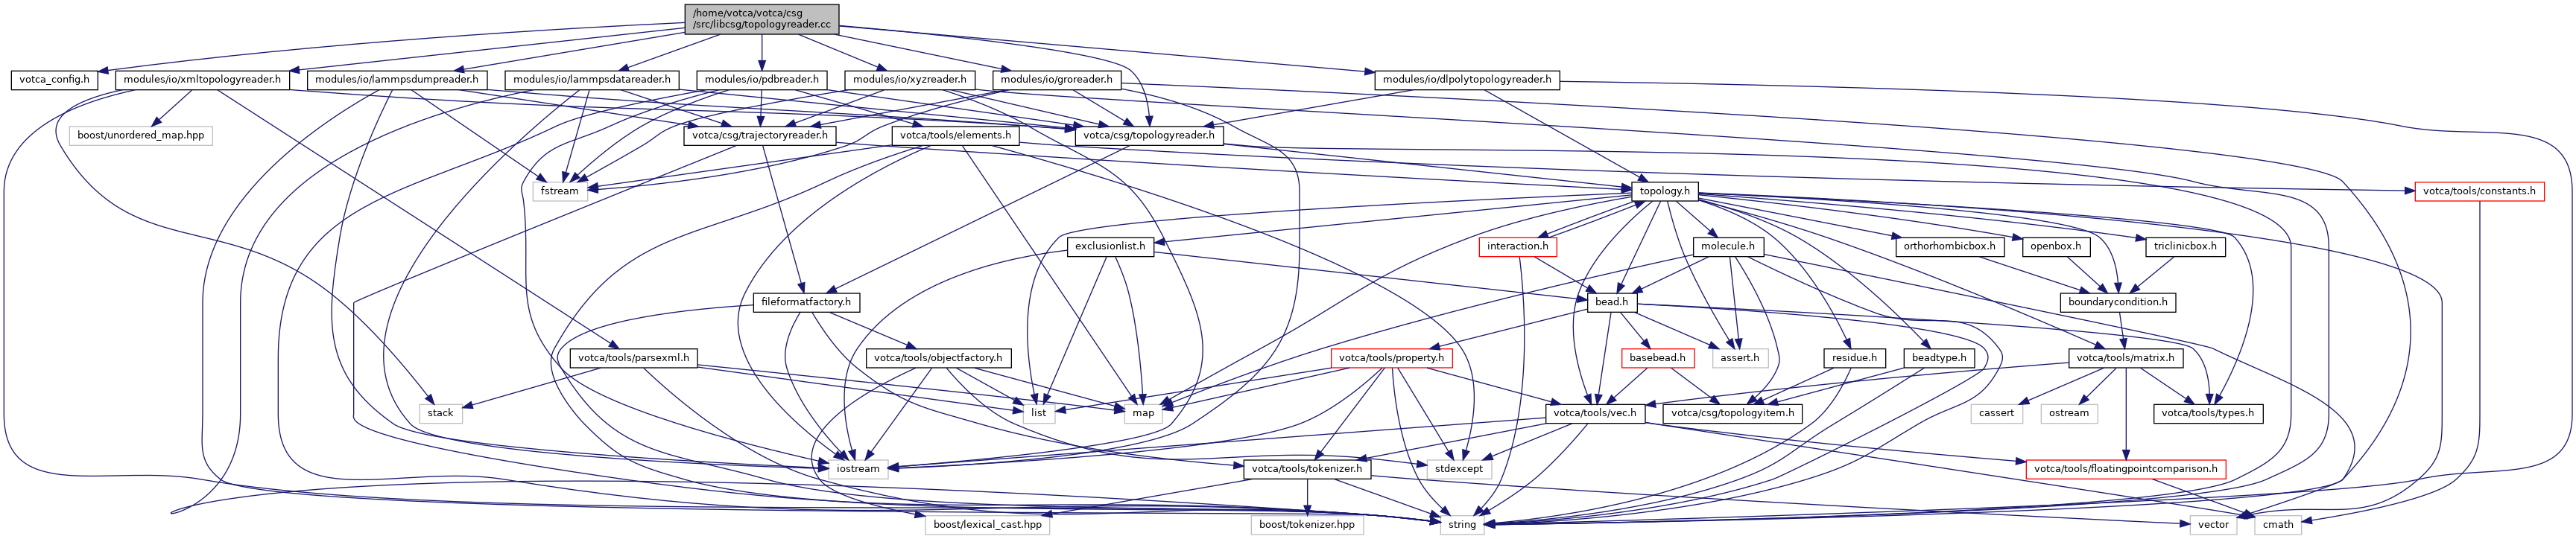 /home/votca/votca/csg
/src/libcsg/topologyreader.cc
votca_config.h
modules/io/xmltopologyreader.h
modules/io/lammpsdumpreader.h
modules/io/lammpsdatareader.h
modules/io/pdbreader.h
modules/io/xyzreader.h
modules/io/groreader.h
modules/io/dlpolytopologyreader.h
boost/unordered_map.hpp
votca/csg/trajectoryreader.h
votca/tools/elements.h
votca/csg/topologyreader.h
fstream
topology.h
votca/tools/constants.h
exclusionlist.h
interaction.h
molecule.h
orthorhombicbox.h
openbox.h
triclinicbox.h
fileformatfactory.h
bead.h
boundarycondition.h
votca/tools/parsexml.h
votca/tools/objectfactory.h
votca/tools/property.h
basebead.h
assert.h
residue.h
beadtype.h
votca/tools/matrix.h
stack
list
map
votca/tools/vec.h
votca/csg/topologyitem.h
cassert
ostream
votca/tools/types.h
iostream
votca/tools/tokenizer.h
stdexcept
votca/tools/floatingpointcomparison.h
boost/lexical_cast.hpp
boost/tokenizer.hpp
string
vector
cmath